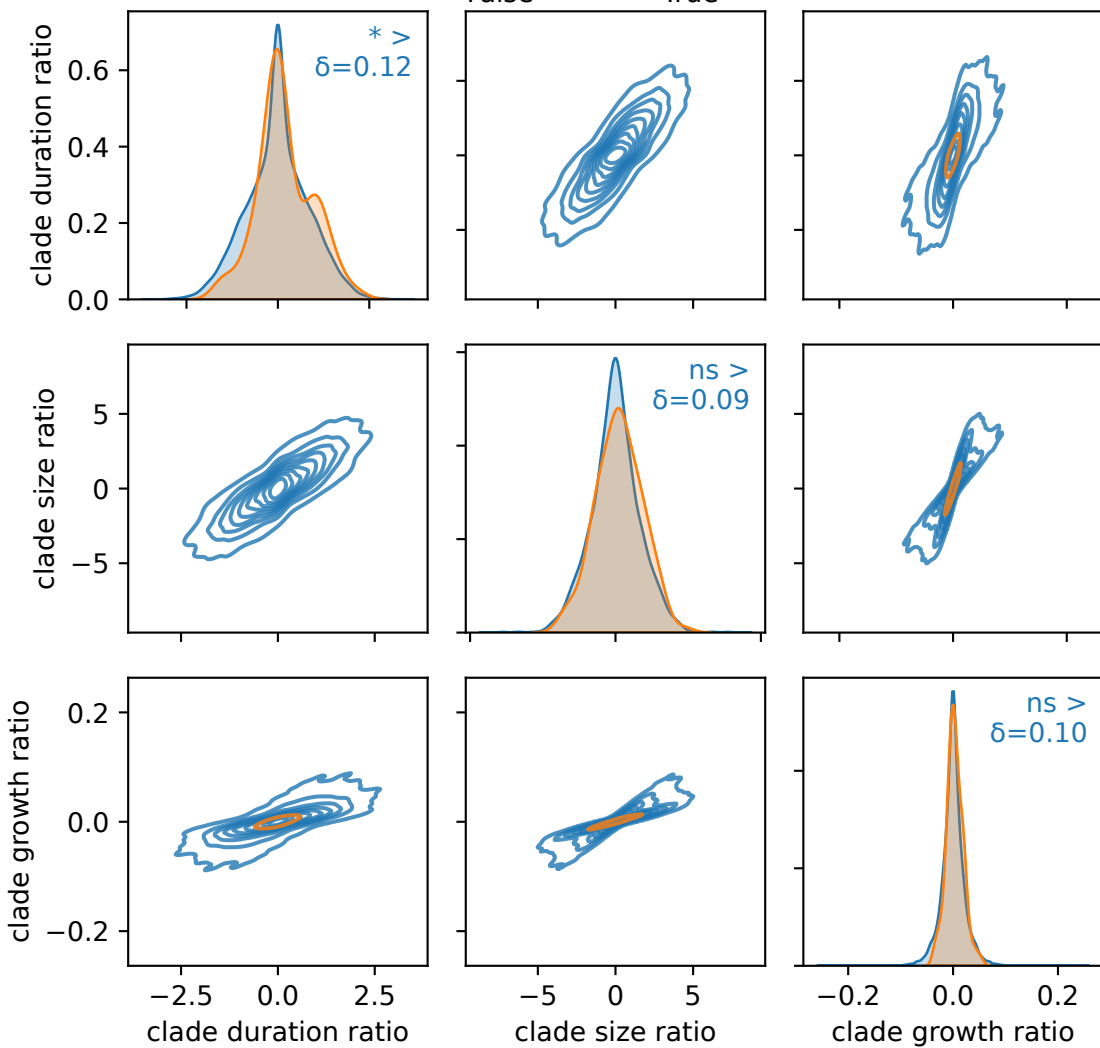 clade duration ratio
0.6
0.4
0.2
0.0
* >
δ=0.12
clade size ratio
5
0
−5
ns >
δ=0.09
clade growth ratio
0.2
0.0
−0.2
ns >
δ=0.10
−2.5 0.0 2.5
−5 0 5
−0.2 0.0 0.2
clade duration ratio
clade size ratio
clade growth ratio